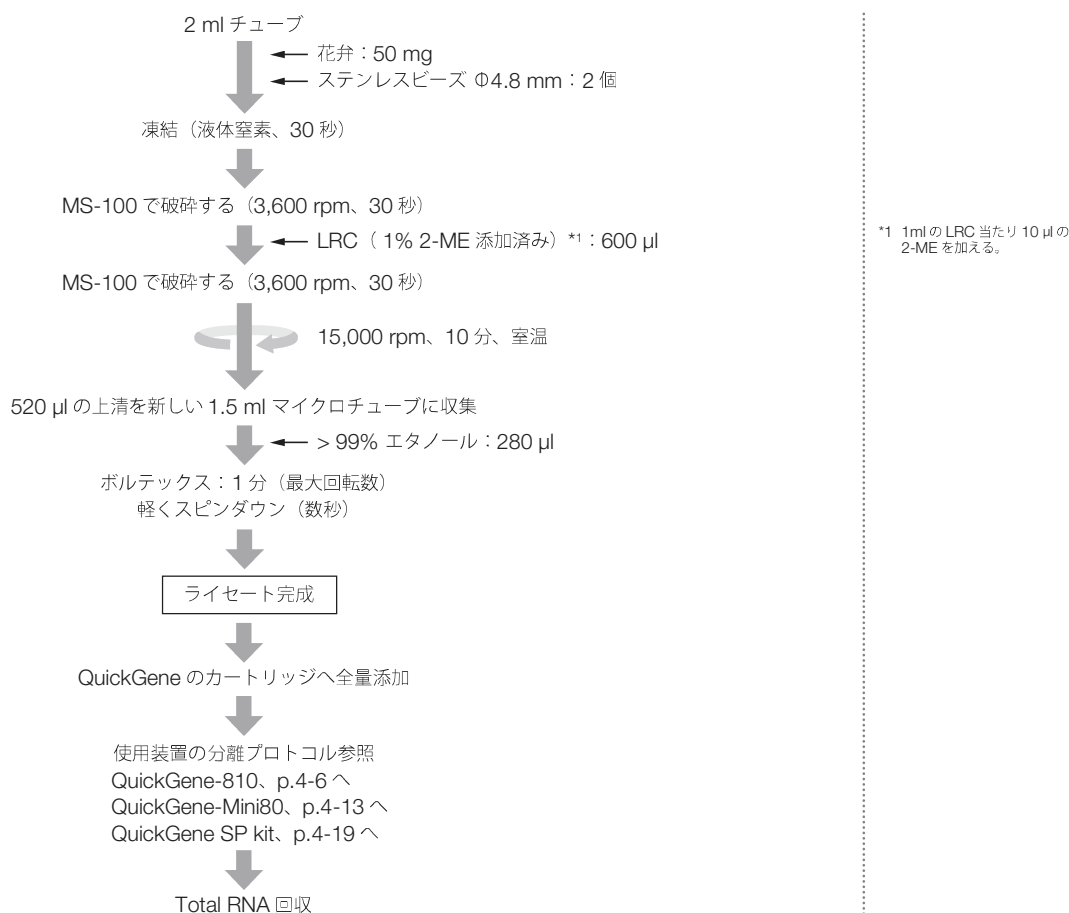 2 ml チューブ
花弁：50 mg
ステンレスビーズ Φ4.8 mm：2 個
凍結（液体窒素、30 秒）
MS-100 で破砕する（3,600 rpm、30 秒）
LRC（ 1% 2-ME 添加済み）*1：600 µl
*1 1ml の LRC 当たり 10 µl の
2-ME を加える。
MS-100 で破砕する（3,600 rpm、30 秒）
15,000 rpm、10 分、室温
520 µl の上清を新しい 1.5 ml マイクロチューブに収集
> 99% エタノール：280 µl
ボルテックス：1 分（最大回転数）
軽くスピンダウン（数秒）
ライセート完成
QuickGene のカートリッジへ全量添加
使用装置の分離プロトコル参照
QuickGene-810、p.4-6 へ
QuickGene-Mini80、p.4-13 へ
QuickGene SP kit、p.4-19 へ
Total RNA 回収